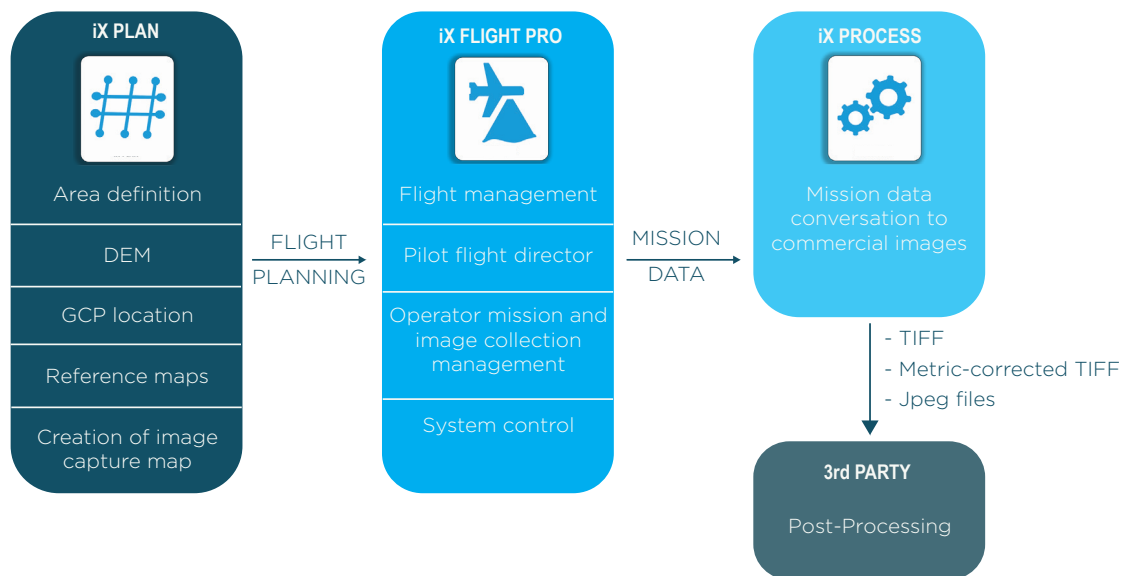 iX PLAN
Area definition
DEM
GCP location
Reference maps
Creation of image
capture map
FLIGHT
PLANNING
iX FLIGHT PRO
Flight management
Pilot flight director
Operator mission and
image collection
management
System control
MISSION
DATA
iX PROCESS
Mission data
conversation to
commercial images
- TIFF
- Metric-corrected TIFF
- Jpeg files
3rd PARTY
Post-Processing